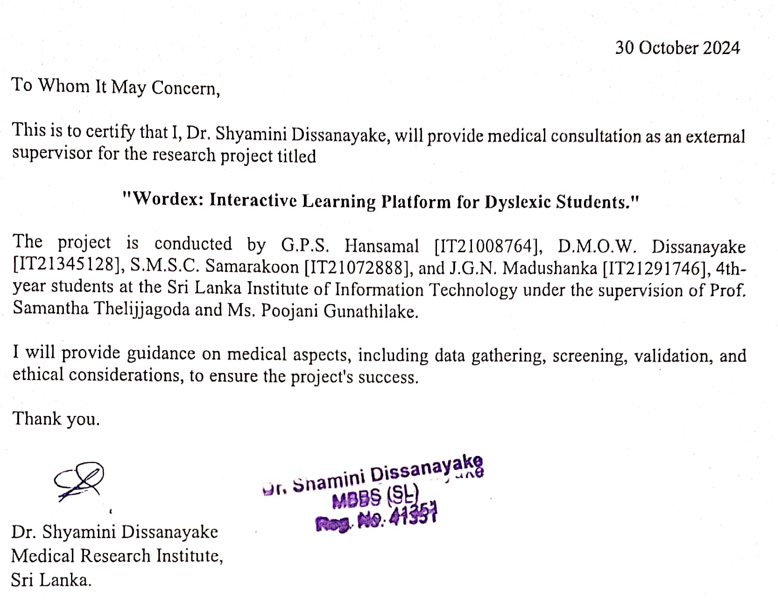 30 October 2024
To Whom It May Concern,
This is to certify that I, Dr. Shyamini Dissanayake, will provide medical consultation as an external
supervisor for the research project titled
"Wordex: Interactive Learning Platform for Dyslexic Students."
The project is conducted by G.P.S. Hansamal [IT21008764], D.M.O.W. Dissanayake
[IT21345128], S.M.S.C. Samarakoon [IT21072888], and J.G.N. Madushanka [IT21291746], 4th-
year students at the Sri Lanka Institute of Information Technology under the supervision of Prof.
Samantha Thelijjagoda and Ms. Poojani Gunathilake.
I will provide guidance on medical aspects, including data gathering, screening, validation, and
ethical considerations, to ensure the project's success.
Thank you.
Dr. Shamini Dissanayake
MBBS (SL)
Reg. No. 41351
Dr. Shyamini Dissanayake
Medical Research Institute,
Sri Lanka.